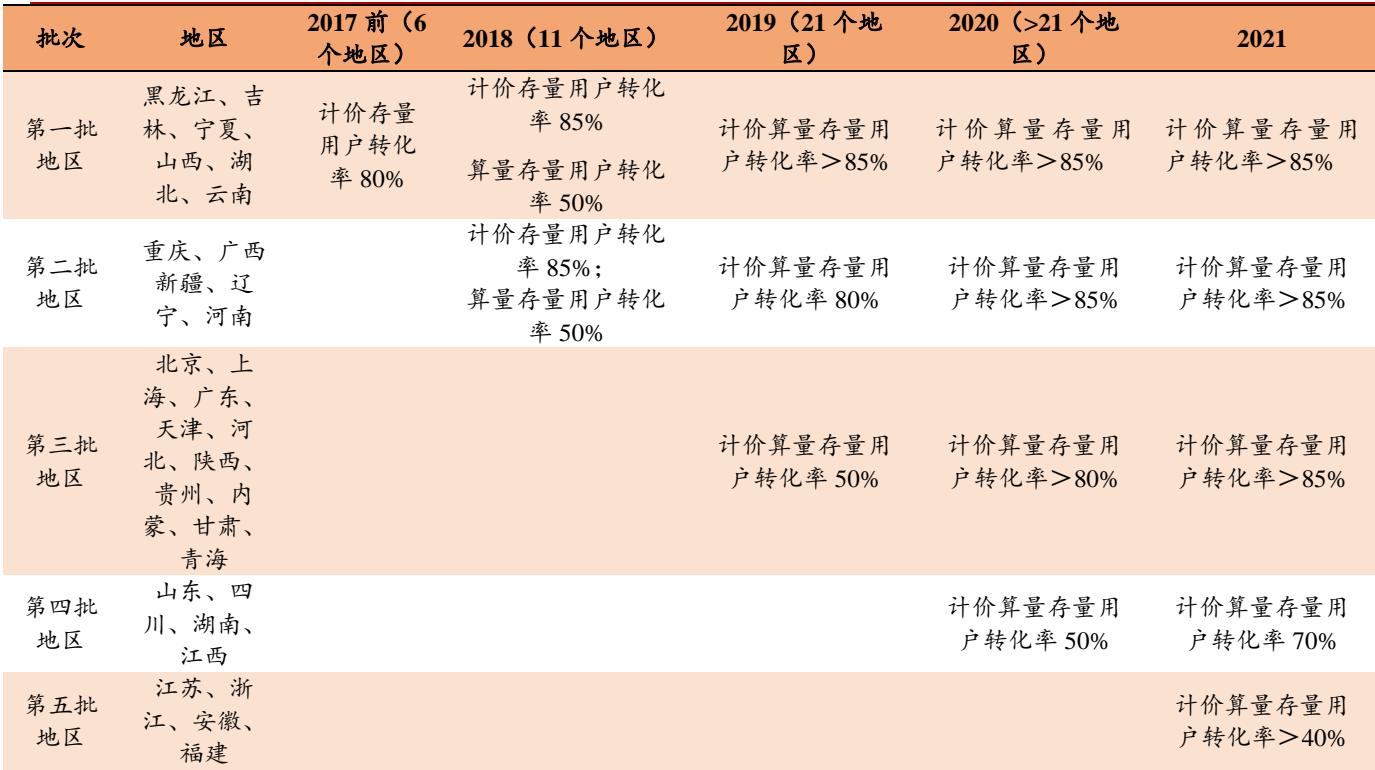 批次 地区 2017 前（6个地区） 2018（11 个地区） 2019（21 个地区） 2020（>21 个地区） 2021
第一批
地区
黑龙江、吉
林、宁夏、
山西、湖
北、云南
计价存量
用户转化
率 80%
计价存量用户转化
率 85%
算量存量用户转化
率 50%
计价算量存量用
户转化率＞85%
计价算量存量用
户转化率＞85%
计价算量存量用
户转化率＞85%
第二批
地区
重庆、广西
新疆、辽
宁、河南
计价存量用户转化
率 85%；
算量存量用户转化
率 50%
计价算量存量用
户转化率 80%
计价算量存量用
户转化率＞85%
计价算量存量用
户转化率＞85%
第三批
地区
北京、上
海、广东、
天津、河
北、陕西、
贵州、内
蒙、甘肃、
青海
计价算量存量用
户转化率 50%
计价算量存量用
户转化率＞80%
计价算量存量用
户转化率＞85%
第四批
地区
山东、四
川、湖南、
江西
计价算量存量用
户转化率 50%
计价算量存量用
户转化率 70%
第五批
地区
江苏、浙
江、安徽、
福建
计价算量存量用
户转化率＞40%